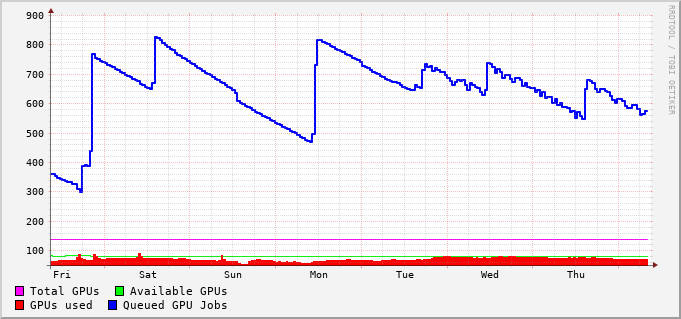 900
800
700
600
500
400
300
200
100
Fri Sat Sun Mon Tue Wed Thu
Total GPUs Available GPUs
GPUs used Queued GPU Jobs
RRDTOOL / TOBI OETIKER